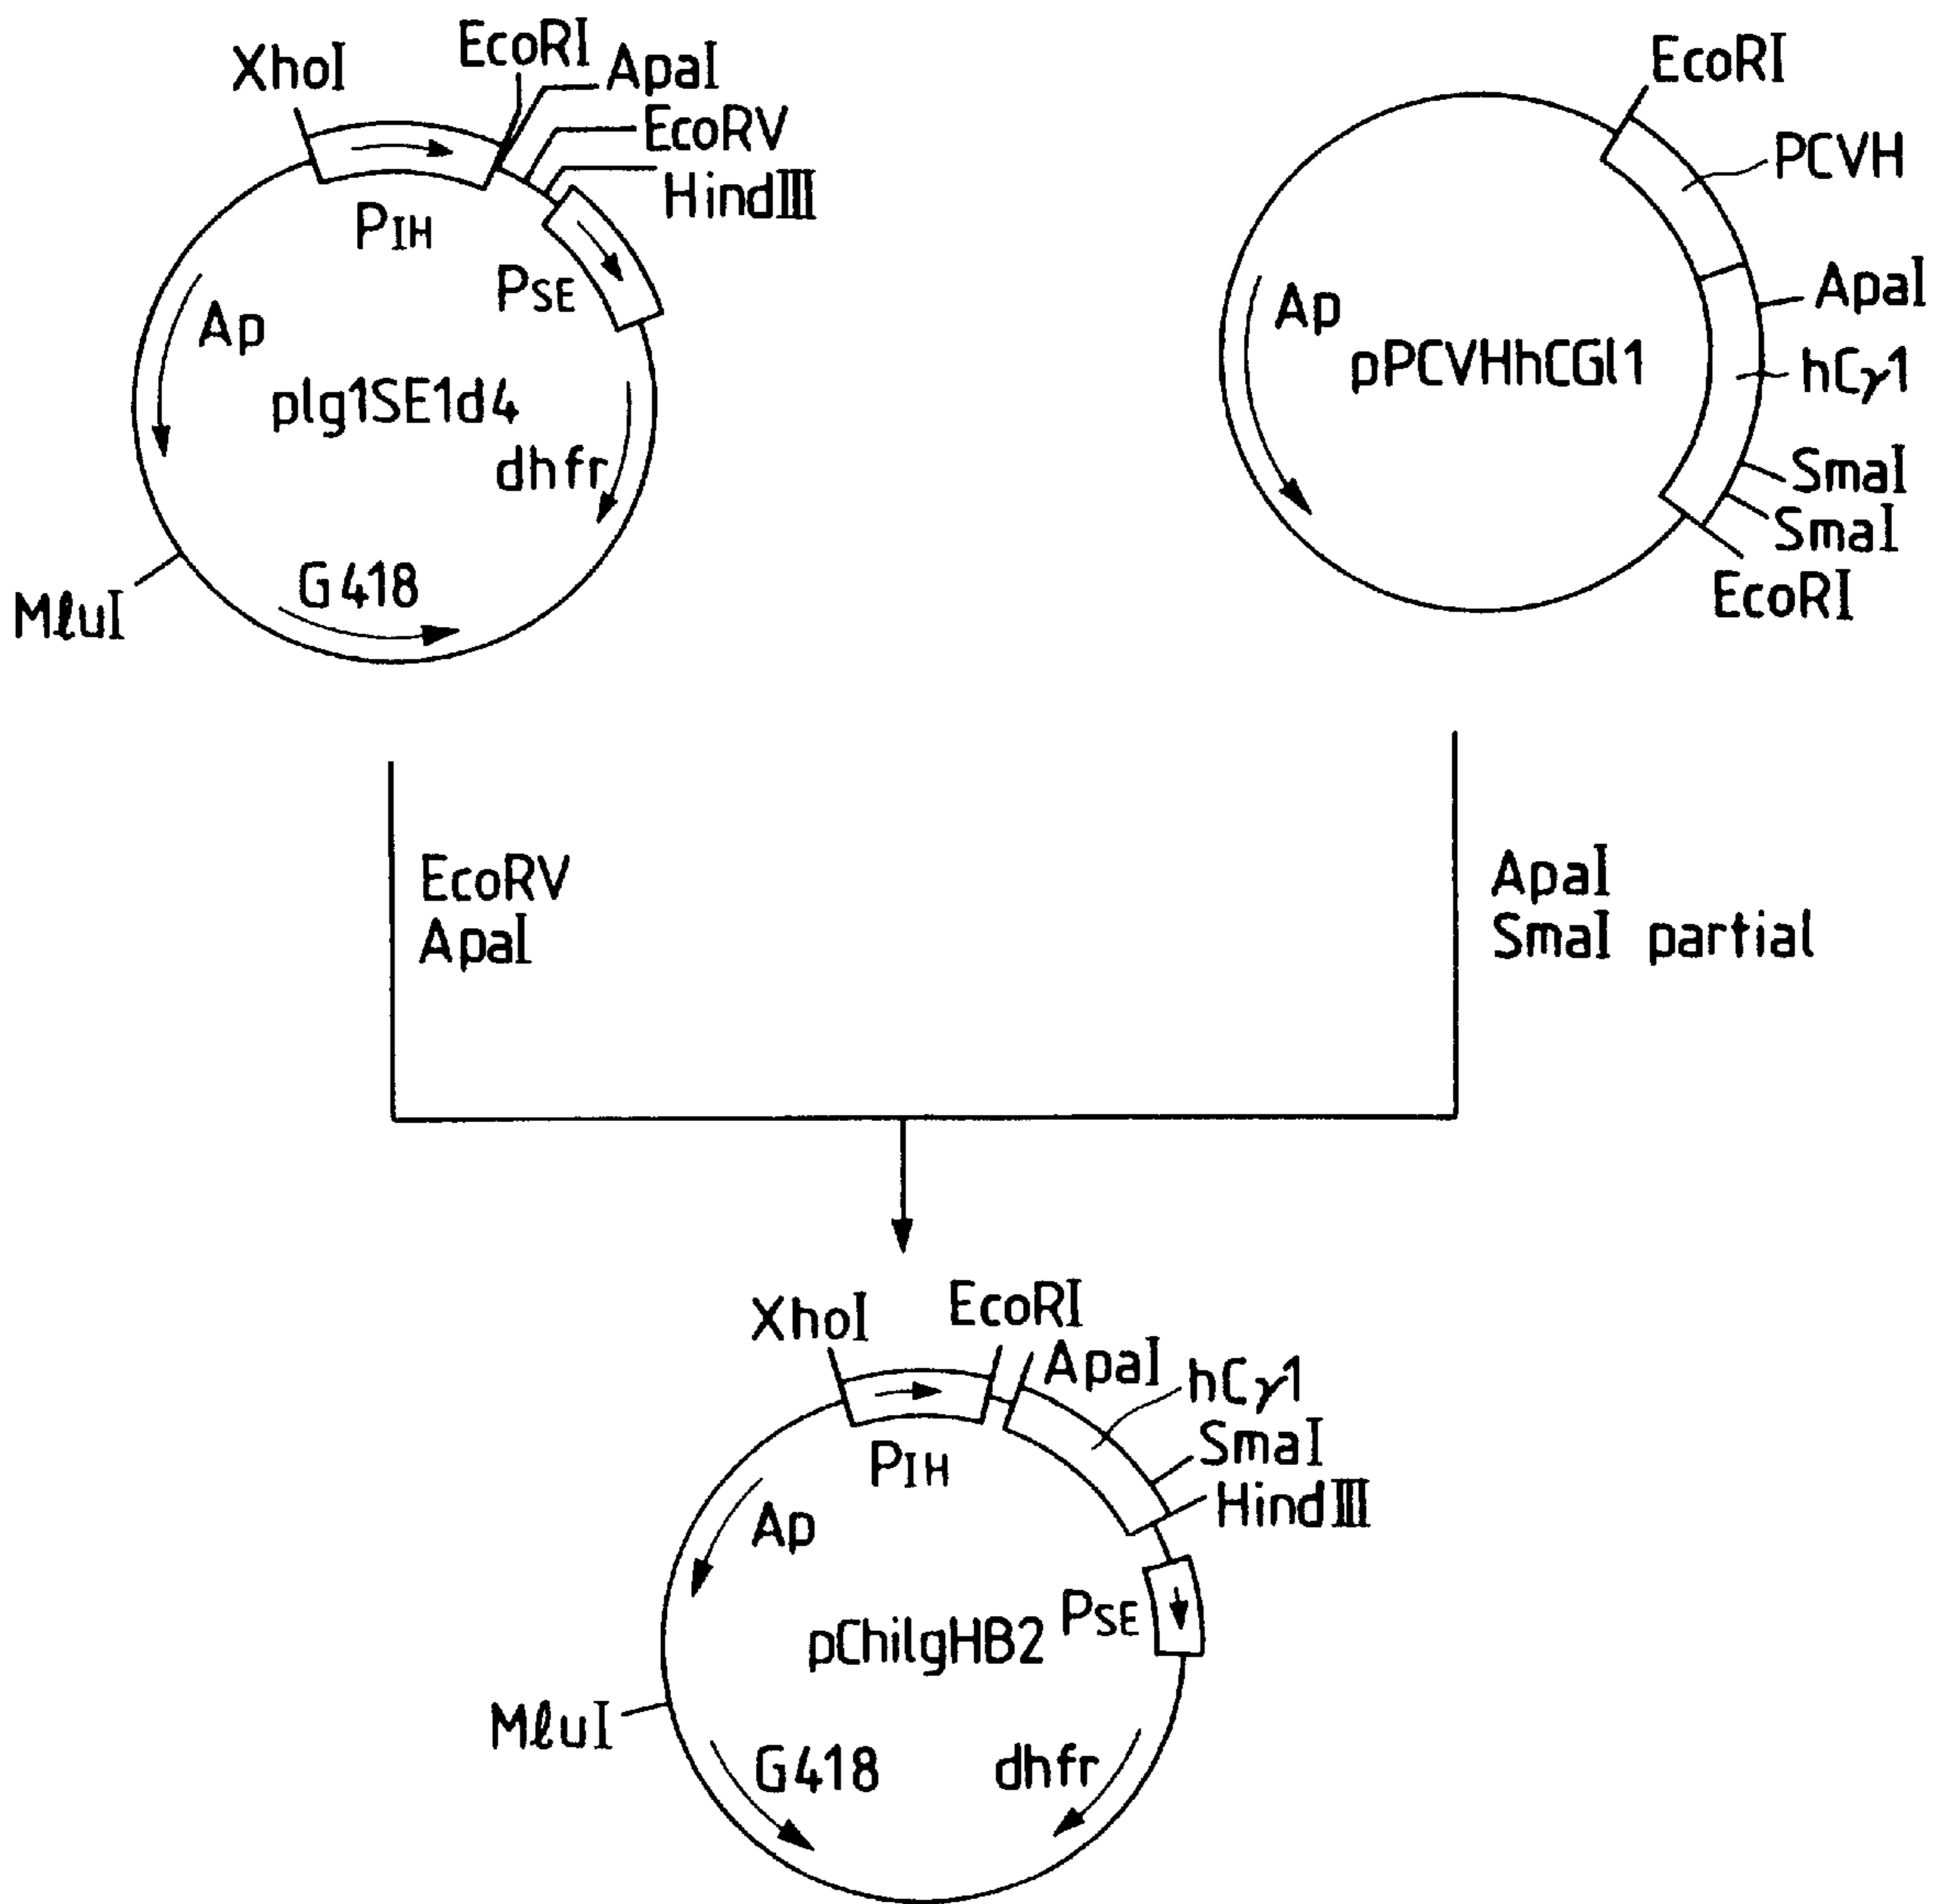 XhoI
EcoRI
ApaI
EcoRV
HindIII
PIH
PSE
Ap
pIg1SE1d4
dhfr
G418
MluI
EcoRI
PCVH
ApaI
Ap
pPCVHhCGI1
hCγ1
SmaI
SmaI
EcoRI
EcoRV
ApaI
ApaI
SmaI partial
XhoI
EcoRI
ApaI
hCγ1
SmaI
HindIII
PIH
Ap
PSE
pChiIgHB2
MluI
G418
dhfr